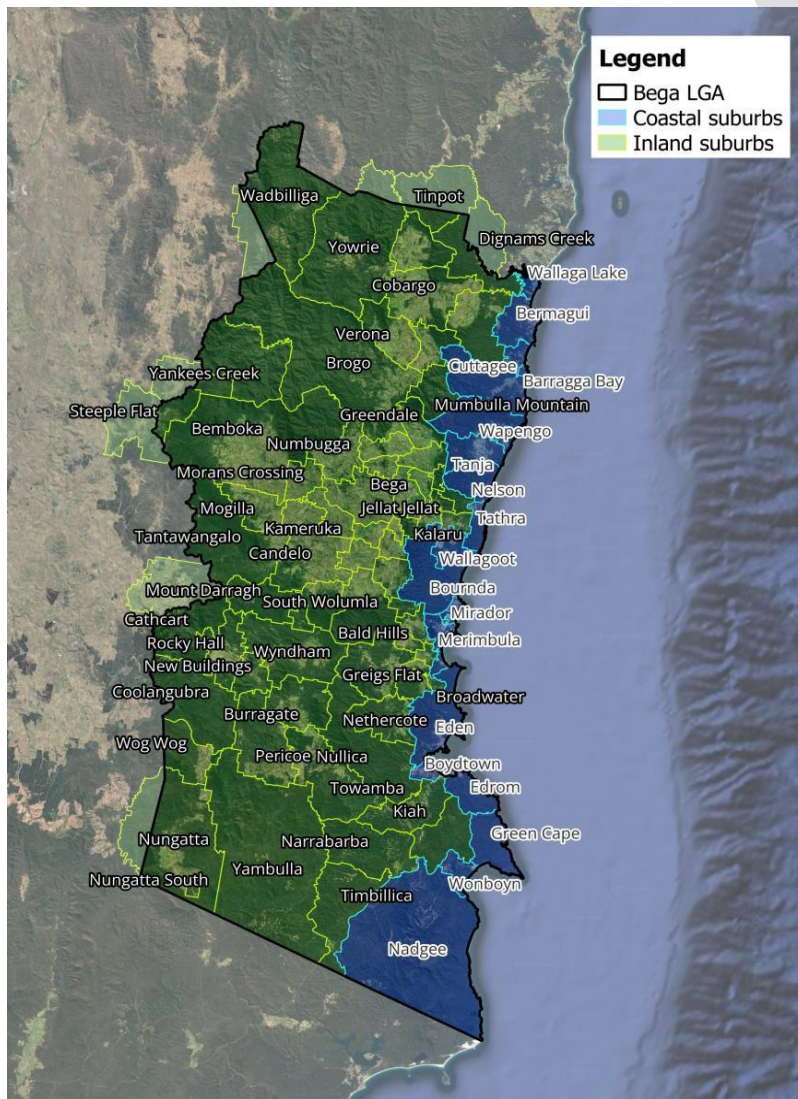 Legend
Bega LGA
Coastal suburbs
Inland suburbs
Wadbilliga
Tinpot
Yowrie
Dignams Creek
Wallaga Lake
Cobargo
Bermagui
Verona
Brogo
Cuttagee
Yankees Creek
Barragga Bay
Steeple Flat
Greendale
Mumbulla Mountain
Bemboka
Numbugga
Wapengo
Tanja
Morans Crossing
Bega
Nelson
Mogilla
Jellat Jellat
Tathra
Kameruka
Tantawangalo
Kalaru
Candelo
Wallagoot
Mount Darragh
Bournda
South Wolumla
Mirador
Cathcart
Bald Hills
Merimbula
Rocky Hall
Wyndham
New Buildings
Greigs Flat
Coolangubra
Broadwater
Burragate
Nethercote
Eden
Wog Wog
Pericoe
Nullica
Boydtown
Towamba
Edrom
Kiah
Green Cape
Nungatta
Narrabarba
Yambulla
Nungatta South
Wonboyn
Timbillica
Nadgee